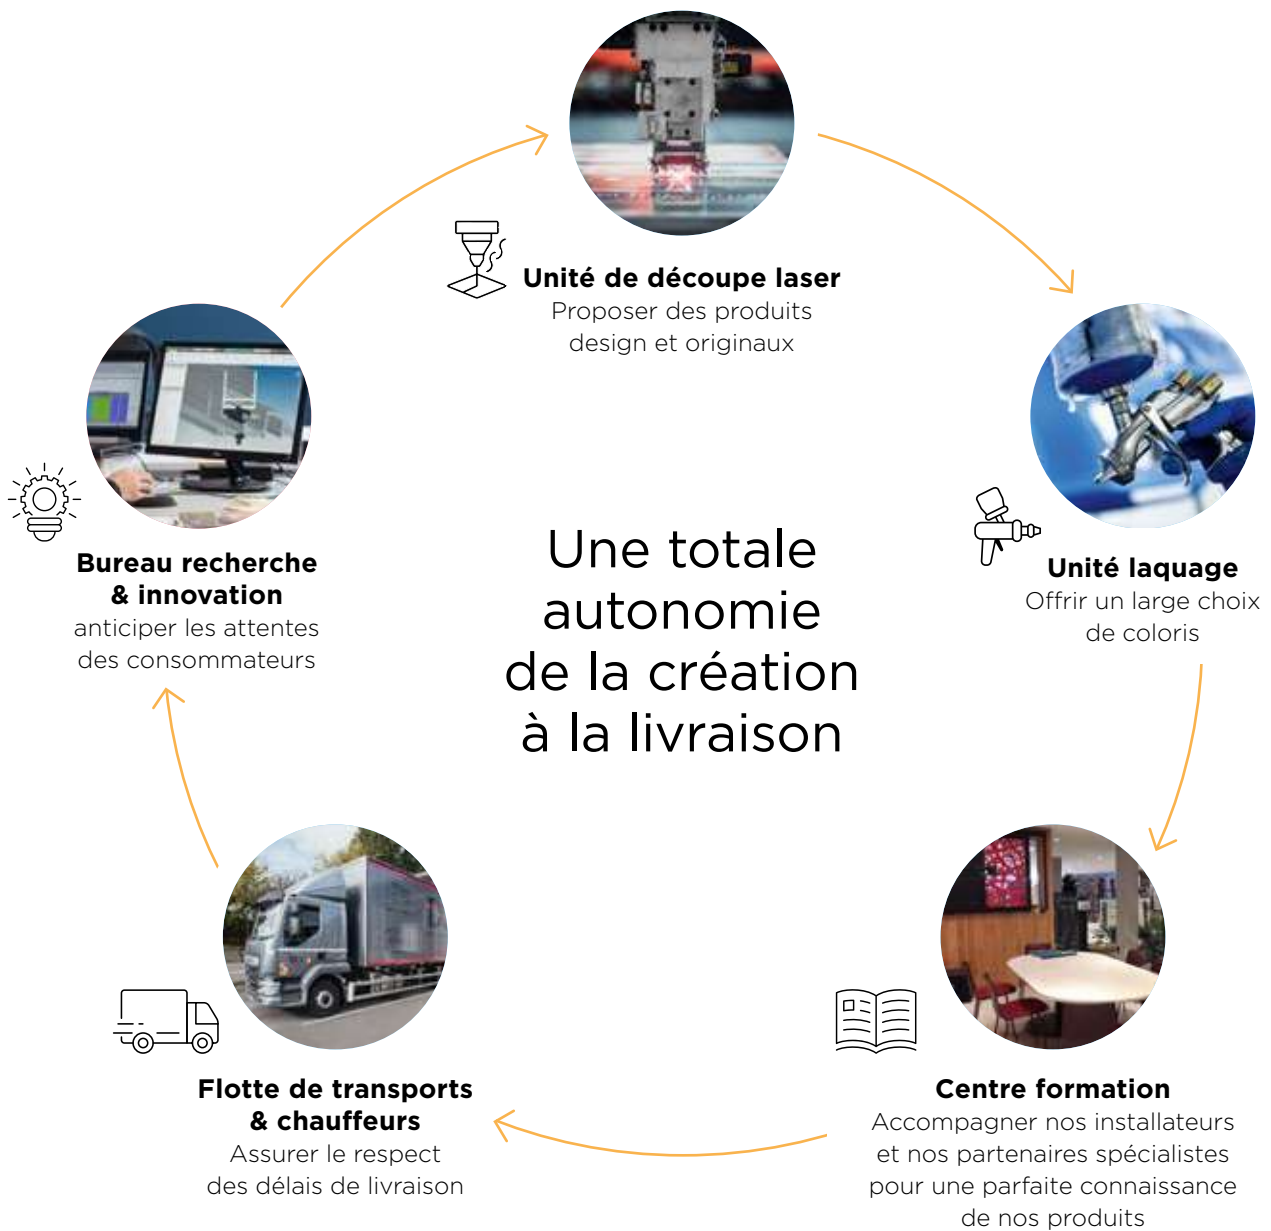 Unité de découpe laser
Proposer des produits
design et originaux
Unité laquage
Offrir un large choix
de coloris
Centre formation
Accompagner nos installateurs
et nos partenaires spécialistes
pour une parfaite connaissance
de nos produits
Flotte de transports
& chauffeurs
Assurer le respect
des délais de livraison
Bureau recherche
& innovation
anticiper les attentes
des consommateurs
Une totale
autonomie
de la création
à la livraison